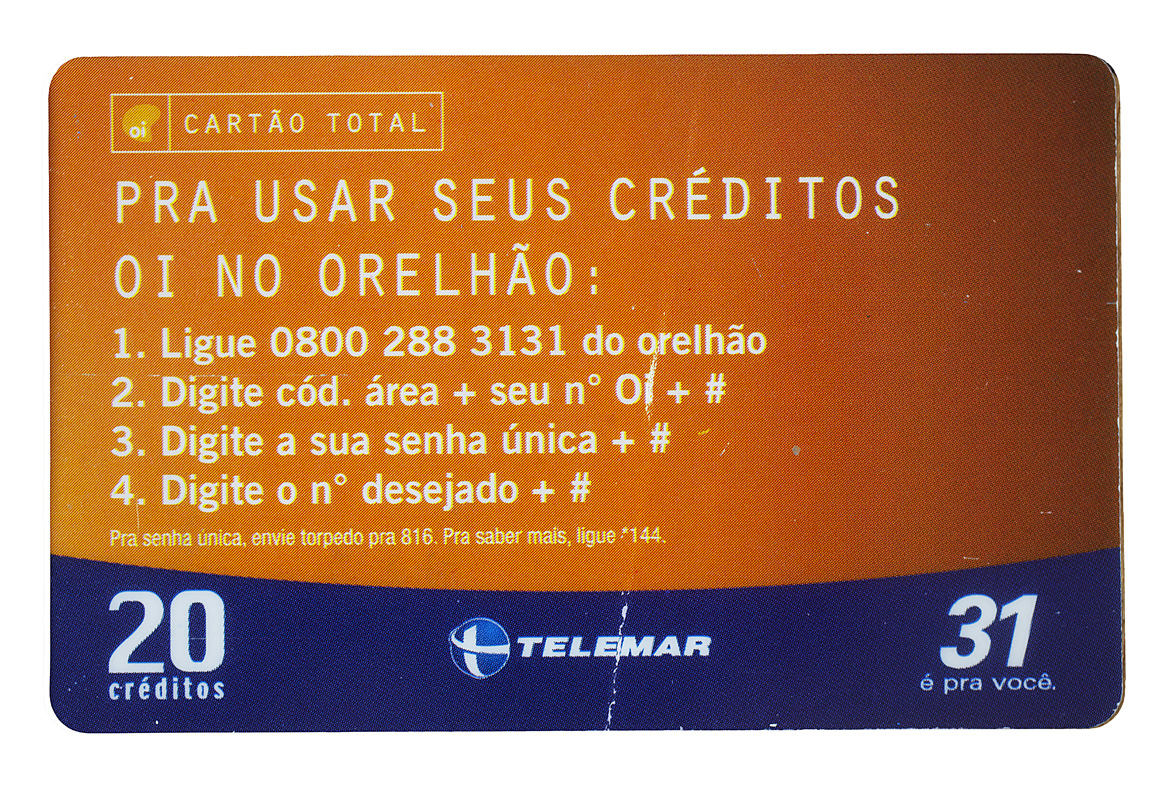 oi CARTÃO TOTAL
PRA USAR SEUS CRÉDITOS
OI NO ORELHÃO:
1. Ligue 0800 288 3131 do orelhão
2. Digite cód. área + seu n° Oi + #
3. Digite a sua senha única + #
4. Digite o n° desejado + #
Pra senha única, envie torpedo pra 816. Pra saber mais, ligue *144.
20
créditos
TELEMAR
31
é pra você.